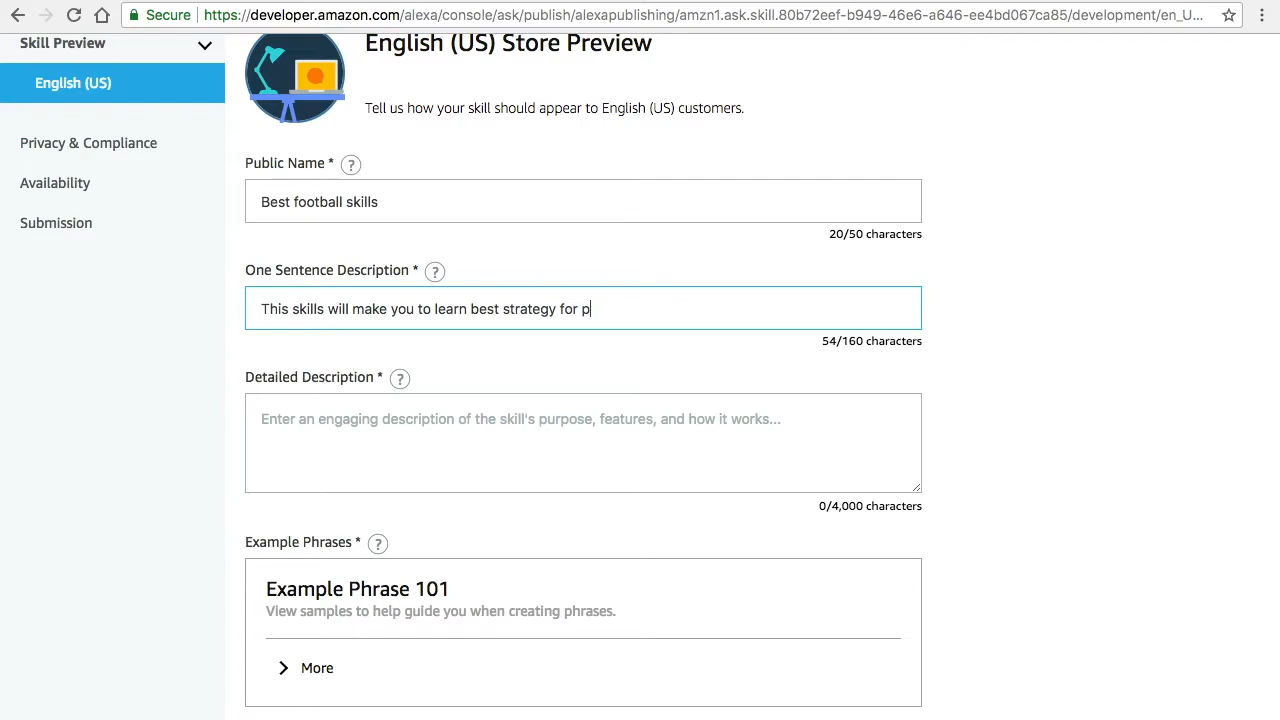 Secure
https://developer.amazon.com/alexa/console/ask/publish/alexapublishing/amzn1.ask.skill.80b72eef-b949-46e6-a646-ee4bd067ca85/development/en_U...
Skill Preview
English (US)
Privacy & Compliance
Availability
Submission
English (US) Store Preview
Tell us how your skill should appear to English (US) customers.
Public Name * ?
Best football skills
20/50 characters
One Sentence Description * ?
This skills will make you to learn best strategy for p
54/160 characters
Detailed Description * ?
Enter an engaging description of the skill's purpose, features, and how it works...
0/4,000 characters
Example Phrases * ?
Example Phrase 101
View samples to help guide you when creating phrases.
More